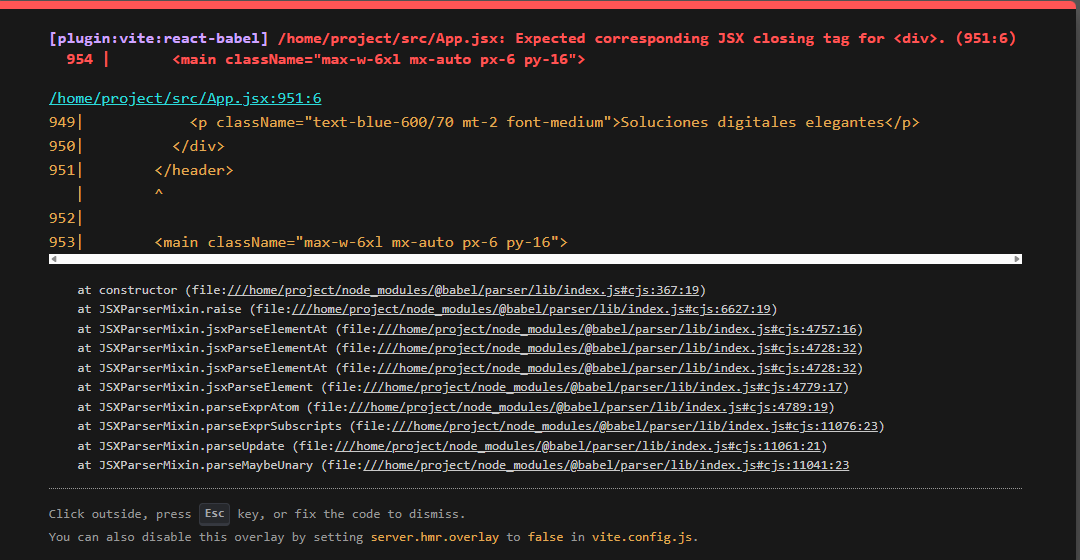 [plugin:vite:react-babel] /home/project/src/App.jsx: Expected corresponding JSX closing tag for <div>. (951:6)
954 |       <main className="max-w-6xl mx-auto px-6 py-16">
/home/project/src/App.jsx:951:6
949|            <p className="text-blue-600/70 mt-2 font-medium">Soluciones digitales elegantes</p>
950|          </div>
951|        </header>
   |        ^
952|
953|        <main className="max-w-6xl mx-auto px-6 py-16">
at constructor (file:///home/project/node_modules/@babel/parser/lib/index.js#cjs:367:19)
at JSXParserMixin.raise (file:///home/project/node_modules/@babel/parser/lib/index.js#cjs:6627:19)
at JSXParserMixin.jsxParseElementAt (file:///home/project/node_modules/@babel/parser/lib/index.js#cjs:4757:16)
at JSXParserMixin.jsxParseElementAt (file:///home/project/node_modules/@babel/parser/lib/index.js#cjs:4728:32)
at JSXParserMixin.jsxParseElementAt (file:///home/project/node_modules/@babel/parser/lib/index.js#cjs:4728:32)
at JSXParserMixin.jsxParseElement (file:///home/project/node_modules/@babel/parser/lib/index.js#cjs:4779:17)
at JSXParserMixin.parseExprAtom (file:///home/project/node_modules/@babel/parser/lib/index.js#cjs:4789:19)
at JSXParserMixin.parseExprSubscripts (file:///home/project/node_modules/@babel/parser/lib/index.js#cjs:11076:23)
at JSXParserMixin.parseUpdate (file:///home/project/node_modules/@babel/parser/lib/index.js#cjs:11061:21)
at JSXParserMixin.parseMaybeUnary (file:///home/project/node_modules/@babel/parser/lib/index.js#cjs:11041:23
Click outside, press Esc key, or fix the code to dismiss.
You can also disable this overlay by setting server.hmr.overlay to false in vite.config.js.